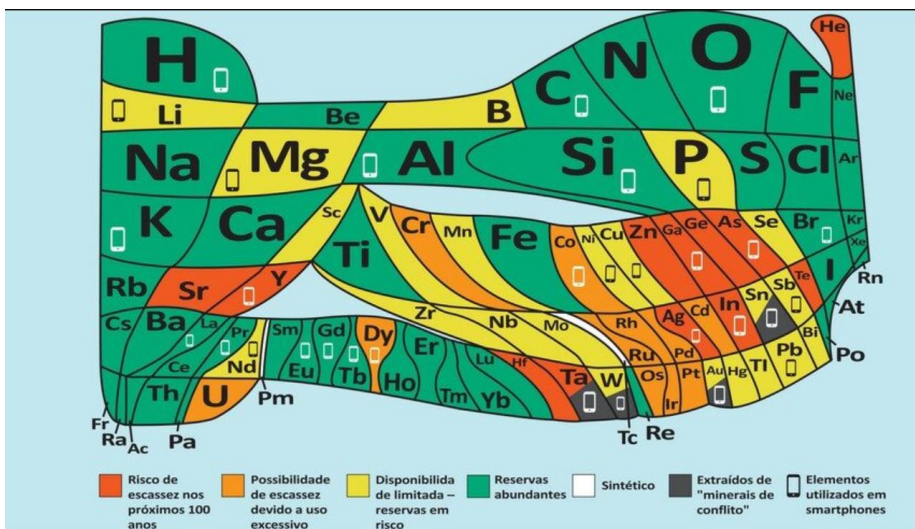 H He
Li Be B C N O F Ne
Na Mg Al Si P S Cl Ar
K Ca Sc Ti V Cr Mn Fe Co Ni Cu Zn Ga Ge As Se Br Kr
Rb Sr Y Zr Nb Mo Tc Ru Rh Pd Ag Cd In Sn Sb Te I Xe
Cs Ba La Ce Pr Nd Pm Sm Eu Gd Tb Dy Ho Er Tm Yb Lu Hf Ta W Re Os Ir Pt Au Hg Tl Pb Bi Po At Rn
Fr Ra Ac Th Pa U
Risco de
escassez nos
próximos 100
anos
Possibilidade
de escassez
devido a uso
excessivo
Disponibilida
de limitada –
reservas em
risco
Reservas
abundantes
Sintético
Extraídos de
"minerais de
conflito"
Elementos
utilizados em
smartphones